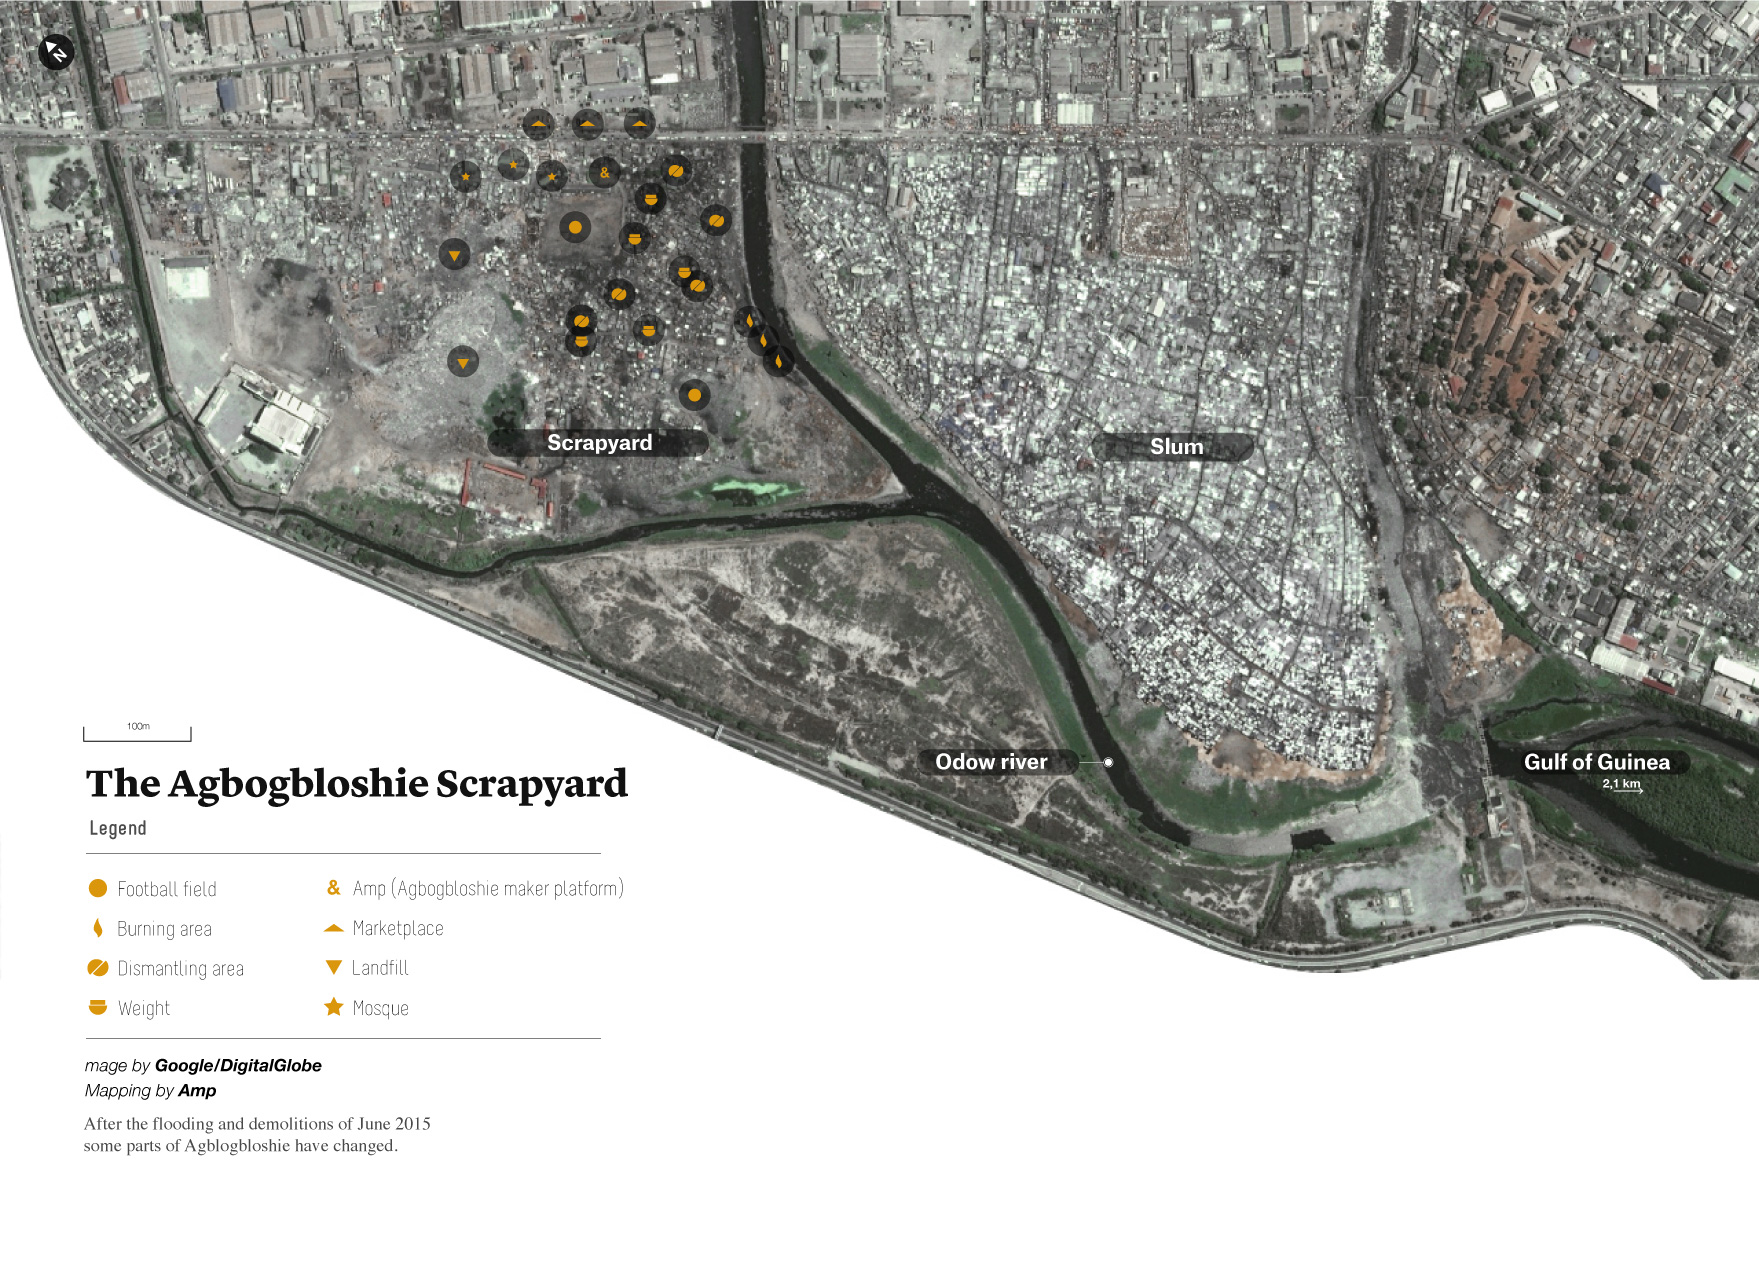 N
&
Scrapyard
Slum
Odow river
Gulf of Guinea
2,1 km
100m
The Agbogbloshie Scrapyard
Legend
Football field
& Amp (Agbogbloshie maker platform)
Burning area
Marketplace
Dismantling area
Landfill
Weight
Mosque
mage by Google/DigitalGlobe
Mapping by Amp
After the flooding and demolitions of June 2015
some parts of Agblogbloshie have changed.